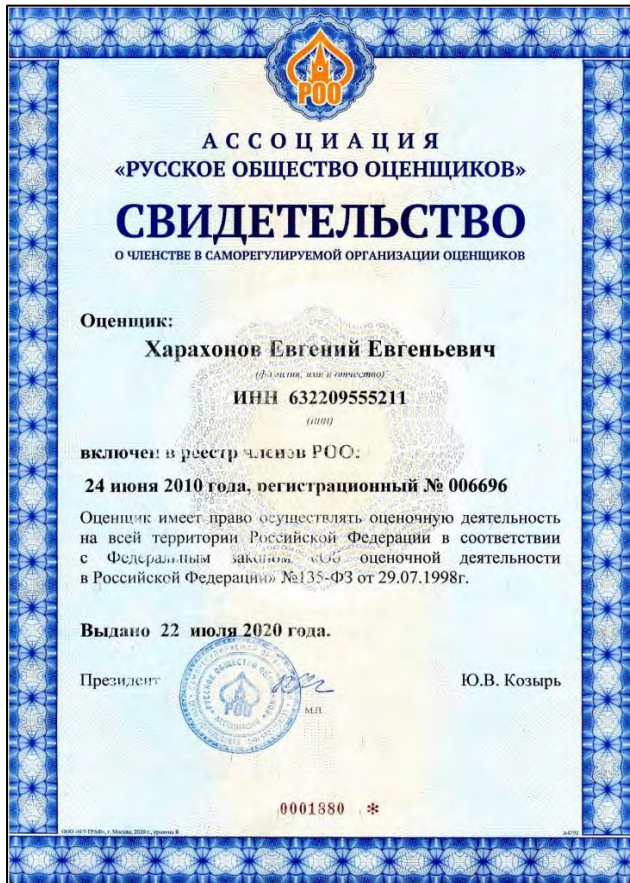 РОО
АССОЦИАЦИЯ
«РУССКОЕ ОБЩЕСТВО ОЦЕНЩИКОВ»
СВИДЕТЕЛЬСТВО
О ЧЛЕНСТВЕ В САМОРЕГУЛИРУЕМОЙ ОРГАНИЗАЦИИ ОЦЕНЩИКОВ
Оценщик:
Харахонов Евгений Евгеньевич
(фамилия, имя и отчество)
ИНН 632209555211
(инн)
включен в реестр членов РОО:
24 июня 2010 года, регистрационный № 006696
Оценщик имеет право осуществлять оценочную деятельность
на всей территории Российской Федерации в соответствии
с Федеральным законом «Об оценочной деятельности
в Российской Федерации» №135-ФЗ от 29.07.1998г.
Выдано 22 июля 2020 года.
Президент
Ю.В. Козырь
М.П.
РОО
0001880 *